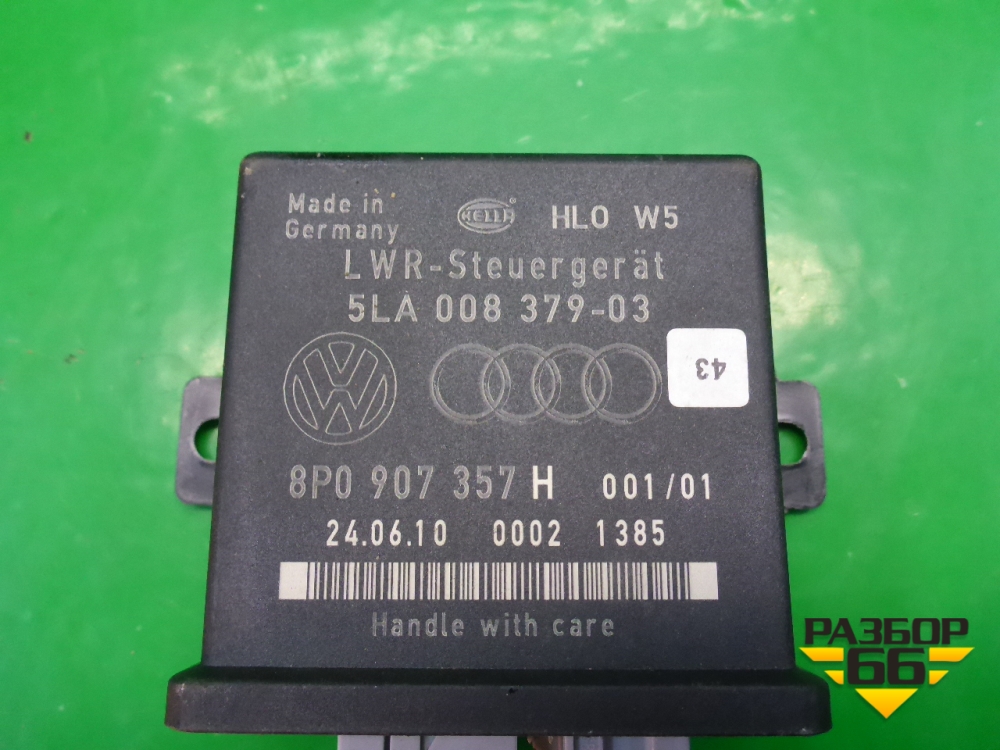 Made in
Germany
HELLA
HLO W5
LWR-Steuergerät
5LA 008 379-03
VW
43
8P0 907 357 H 001/01
24.06.10 0002 1385
Handle with care
РАЗБОР
66